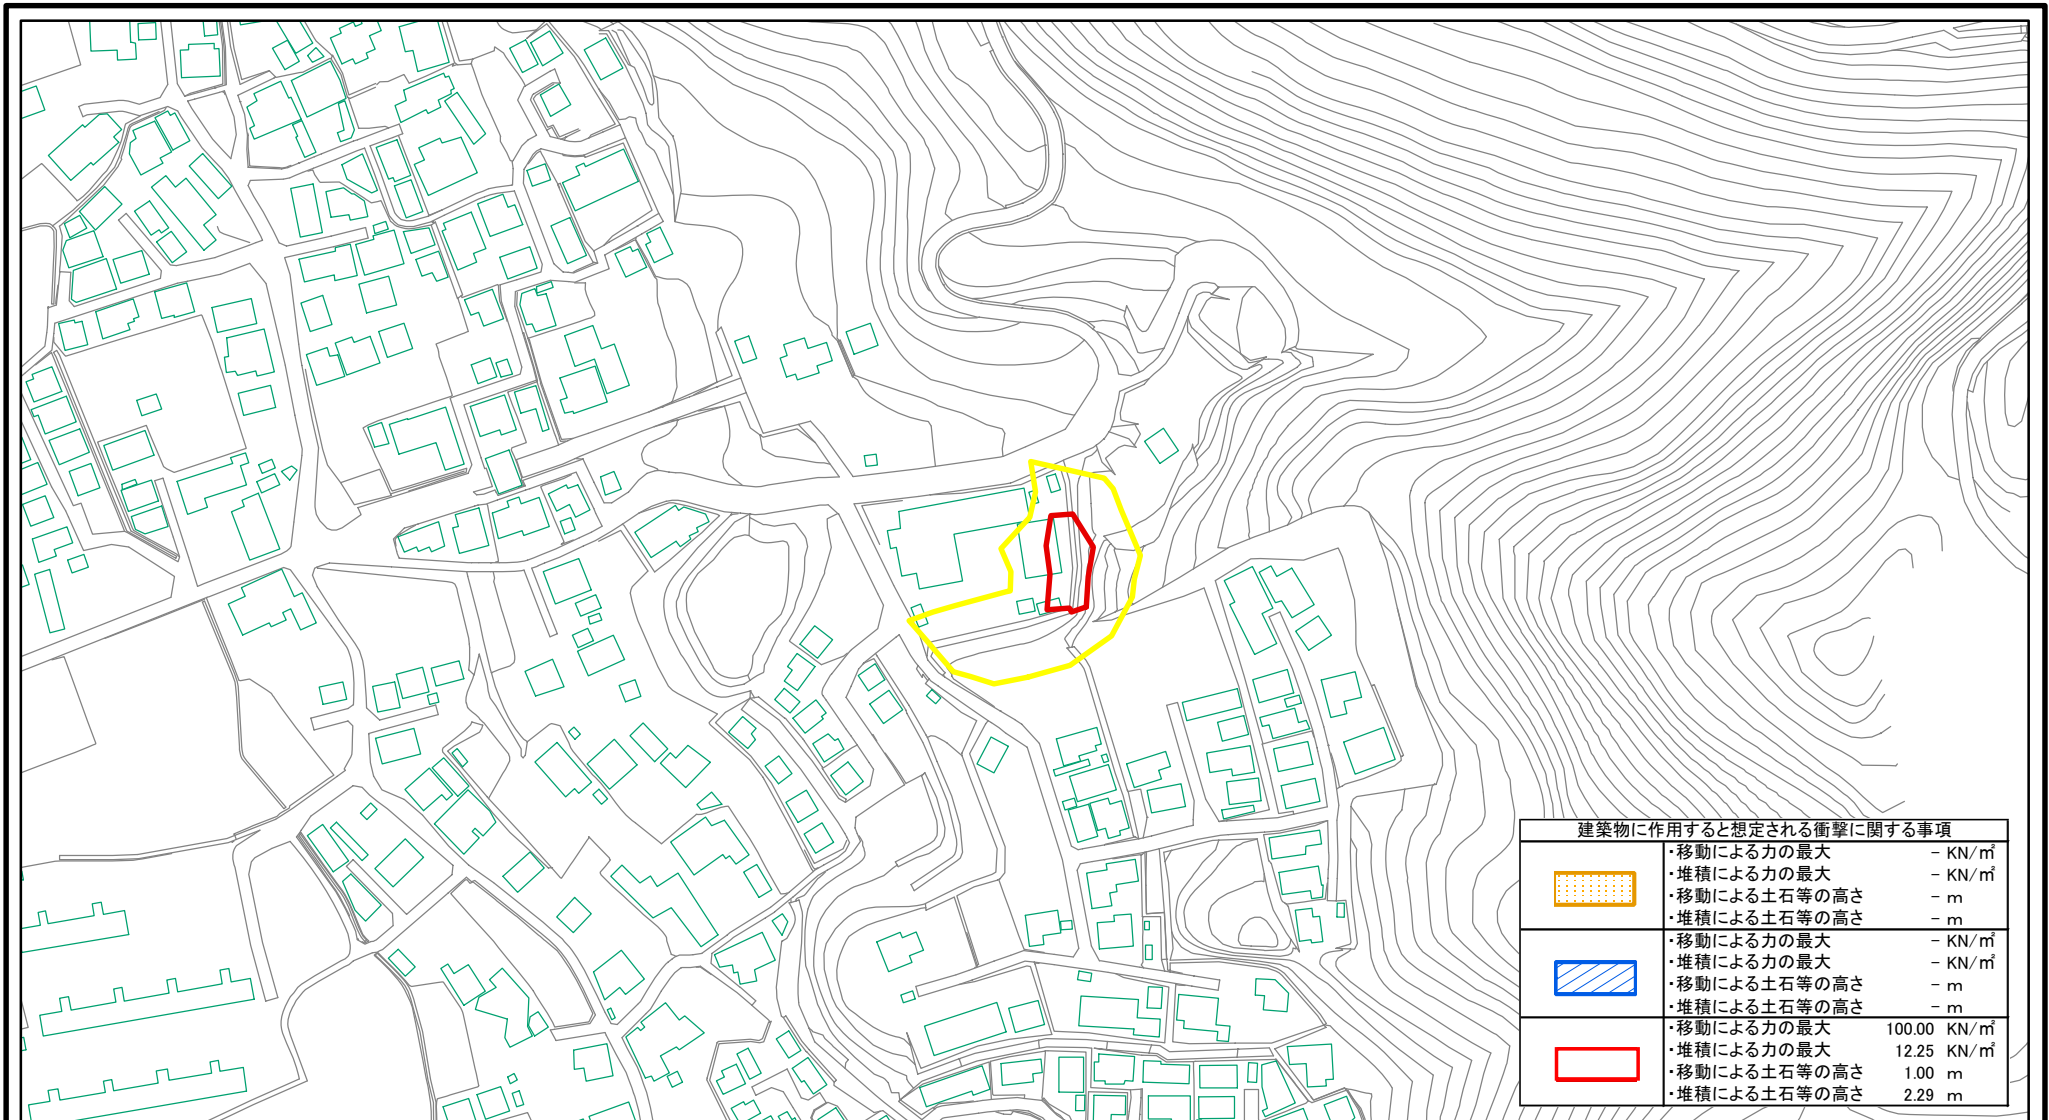 建築物に作用すると想定される衝撃に関する事項
・移動による力の最大 － KN/㎡
・堆積による力の最大 － KN/㎡
・移動による土石等の高さ － m
・堆積による土石等の高さ － m
・移動による力の最大 － KN/㎡
・堆積による力の最大 － KN/㎡
・移動による土石等の高さ － m
・堆積による土石等の高さ － m
・移動による力の最大 100.00 KN/㎡
・堆積による力の最大 12.25 KN/㎡
・移動による土石等の高さ 1.00 m
・堆積による土石等の高さ 2.29 m